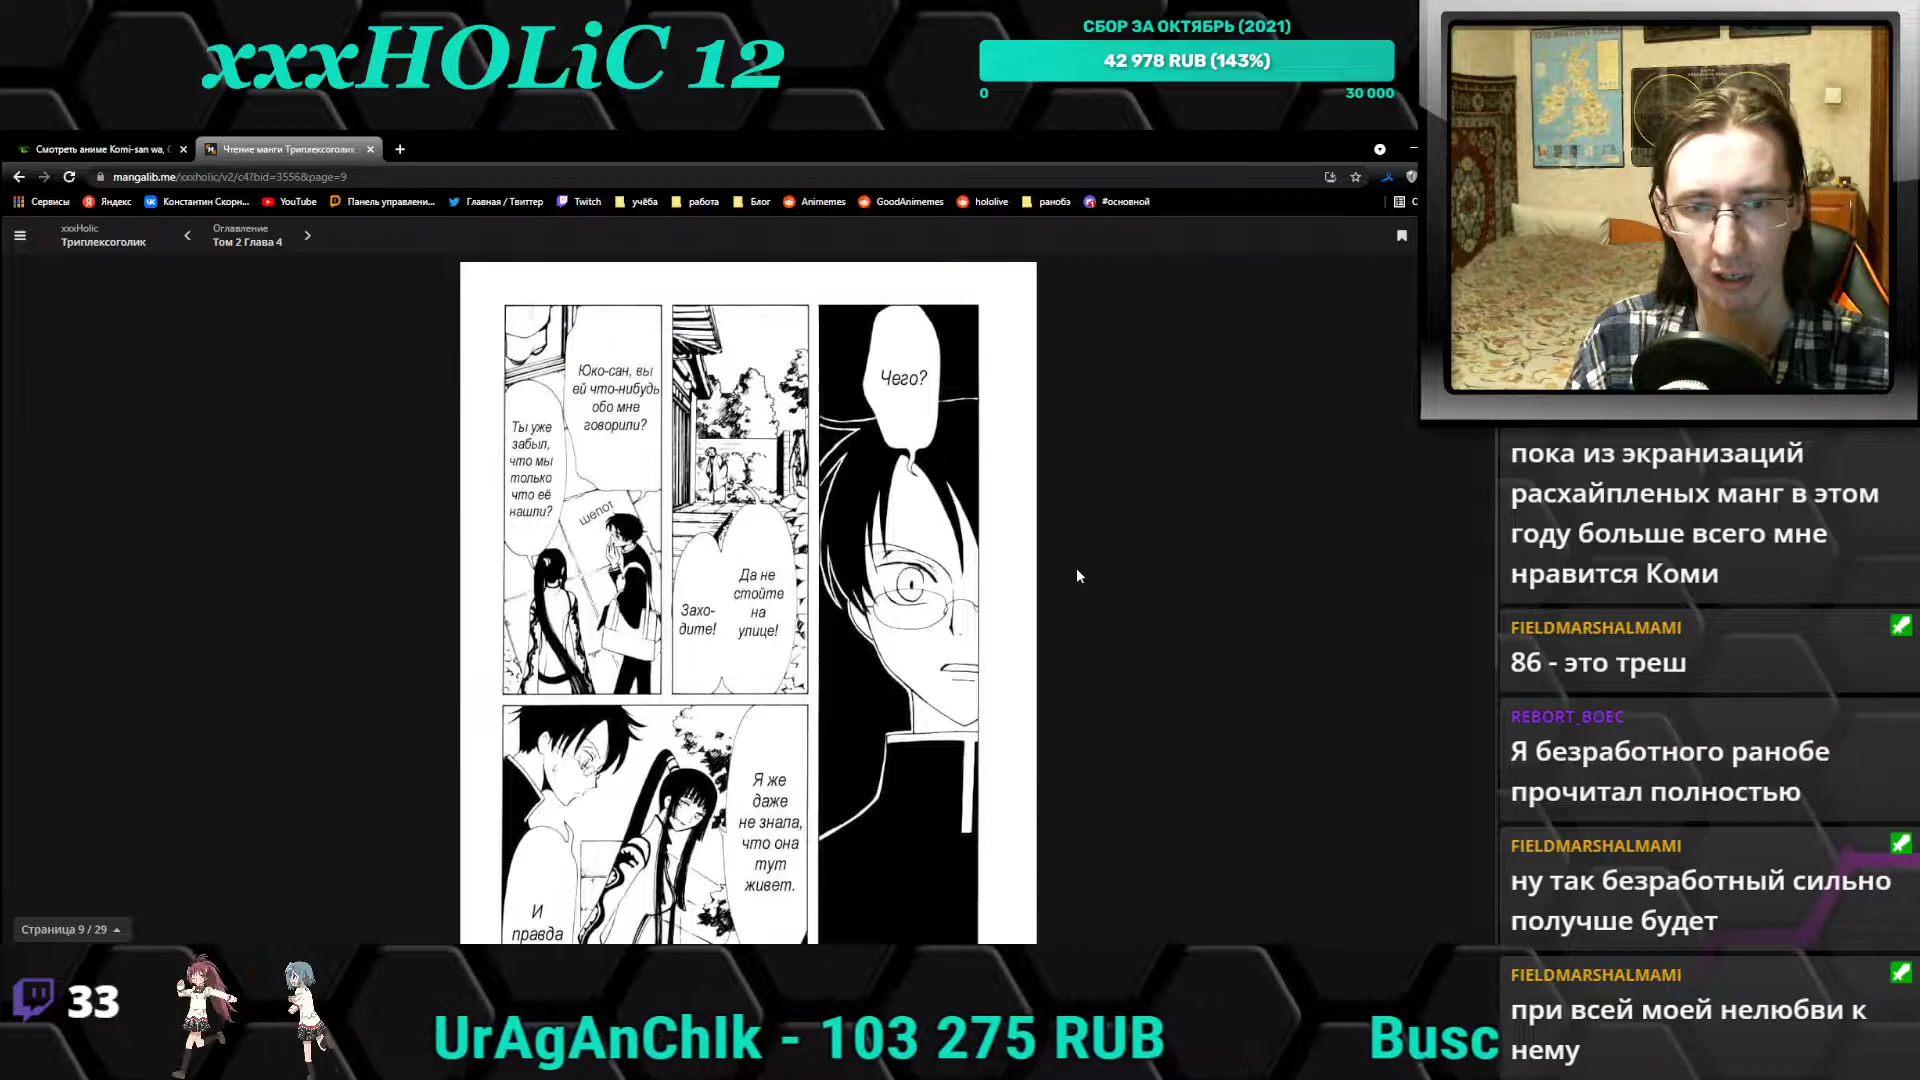 xxxHOLiC 12
СБОР ЗА ОКТЯБРЬ (2021)
42 978 RUB (143%)
0
30 000
Смотреть аниме Komi-san wa, C
Чтение манги Триплексоголик
mangalib.me/xxxholic/v2/c4?bid=3556&page=9
Сервисы
Яндекс
Константин Скорн...
YouTube
Панель управлени...
Главная / Твиттер
Twitch
учёба
работа
Блог
Animemes
GoodAnimemes
hololive
ранобэ
#основной
xxxHolic
Триплексоголик
Оглавление
Том 2 Глава 4
Чего?
Да не
стойте
на
улице!
Захо-
дите!
Юко-сан, вы
ей что-нибудь
обо мне
говорили?
Ты уже
забыл,
что мы
только
что её
нашли?
шепот
Я же
даже
не знала,
что она
тут
живет.
И
правда
Страница 9 / 29
пока из экранизаций
расхайпленых манг в этом
году больше всего мне
нравится Коми
FIELDMARSHALMAMI
86 - это треш
REBORT_BOEC
Я безработного ранобе
прочитал полностью
FIELDMARSHALMAMI
ну так безработный сильно
получше будет
FIELDMARSHALMAMI
при всей моей нелюбви к
нему
33
UrAgAnChIk - 103 275 RUB
Busc